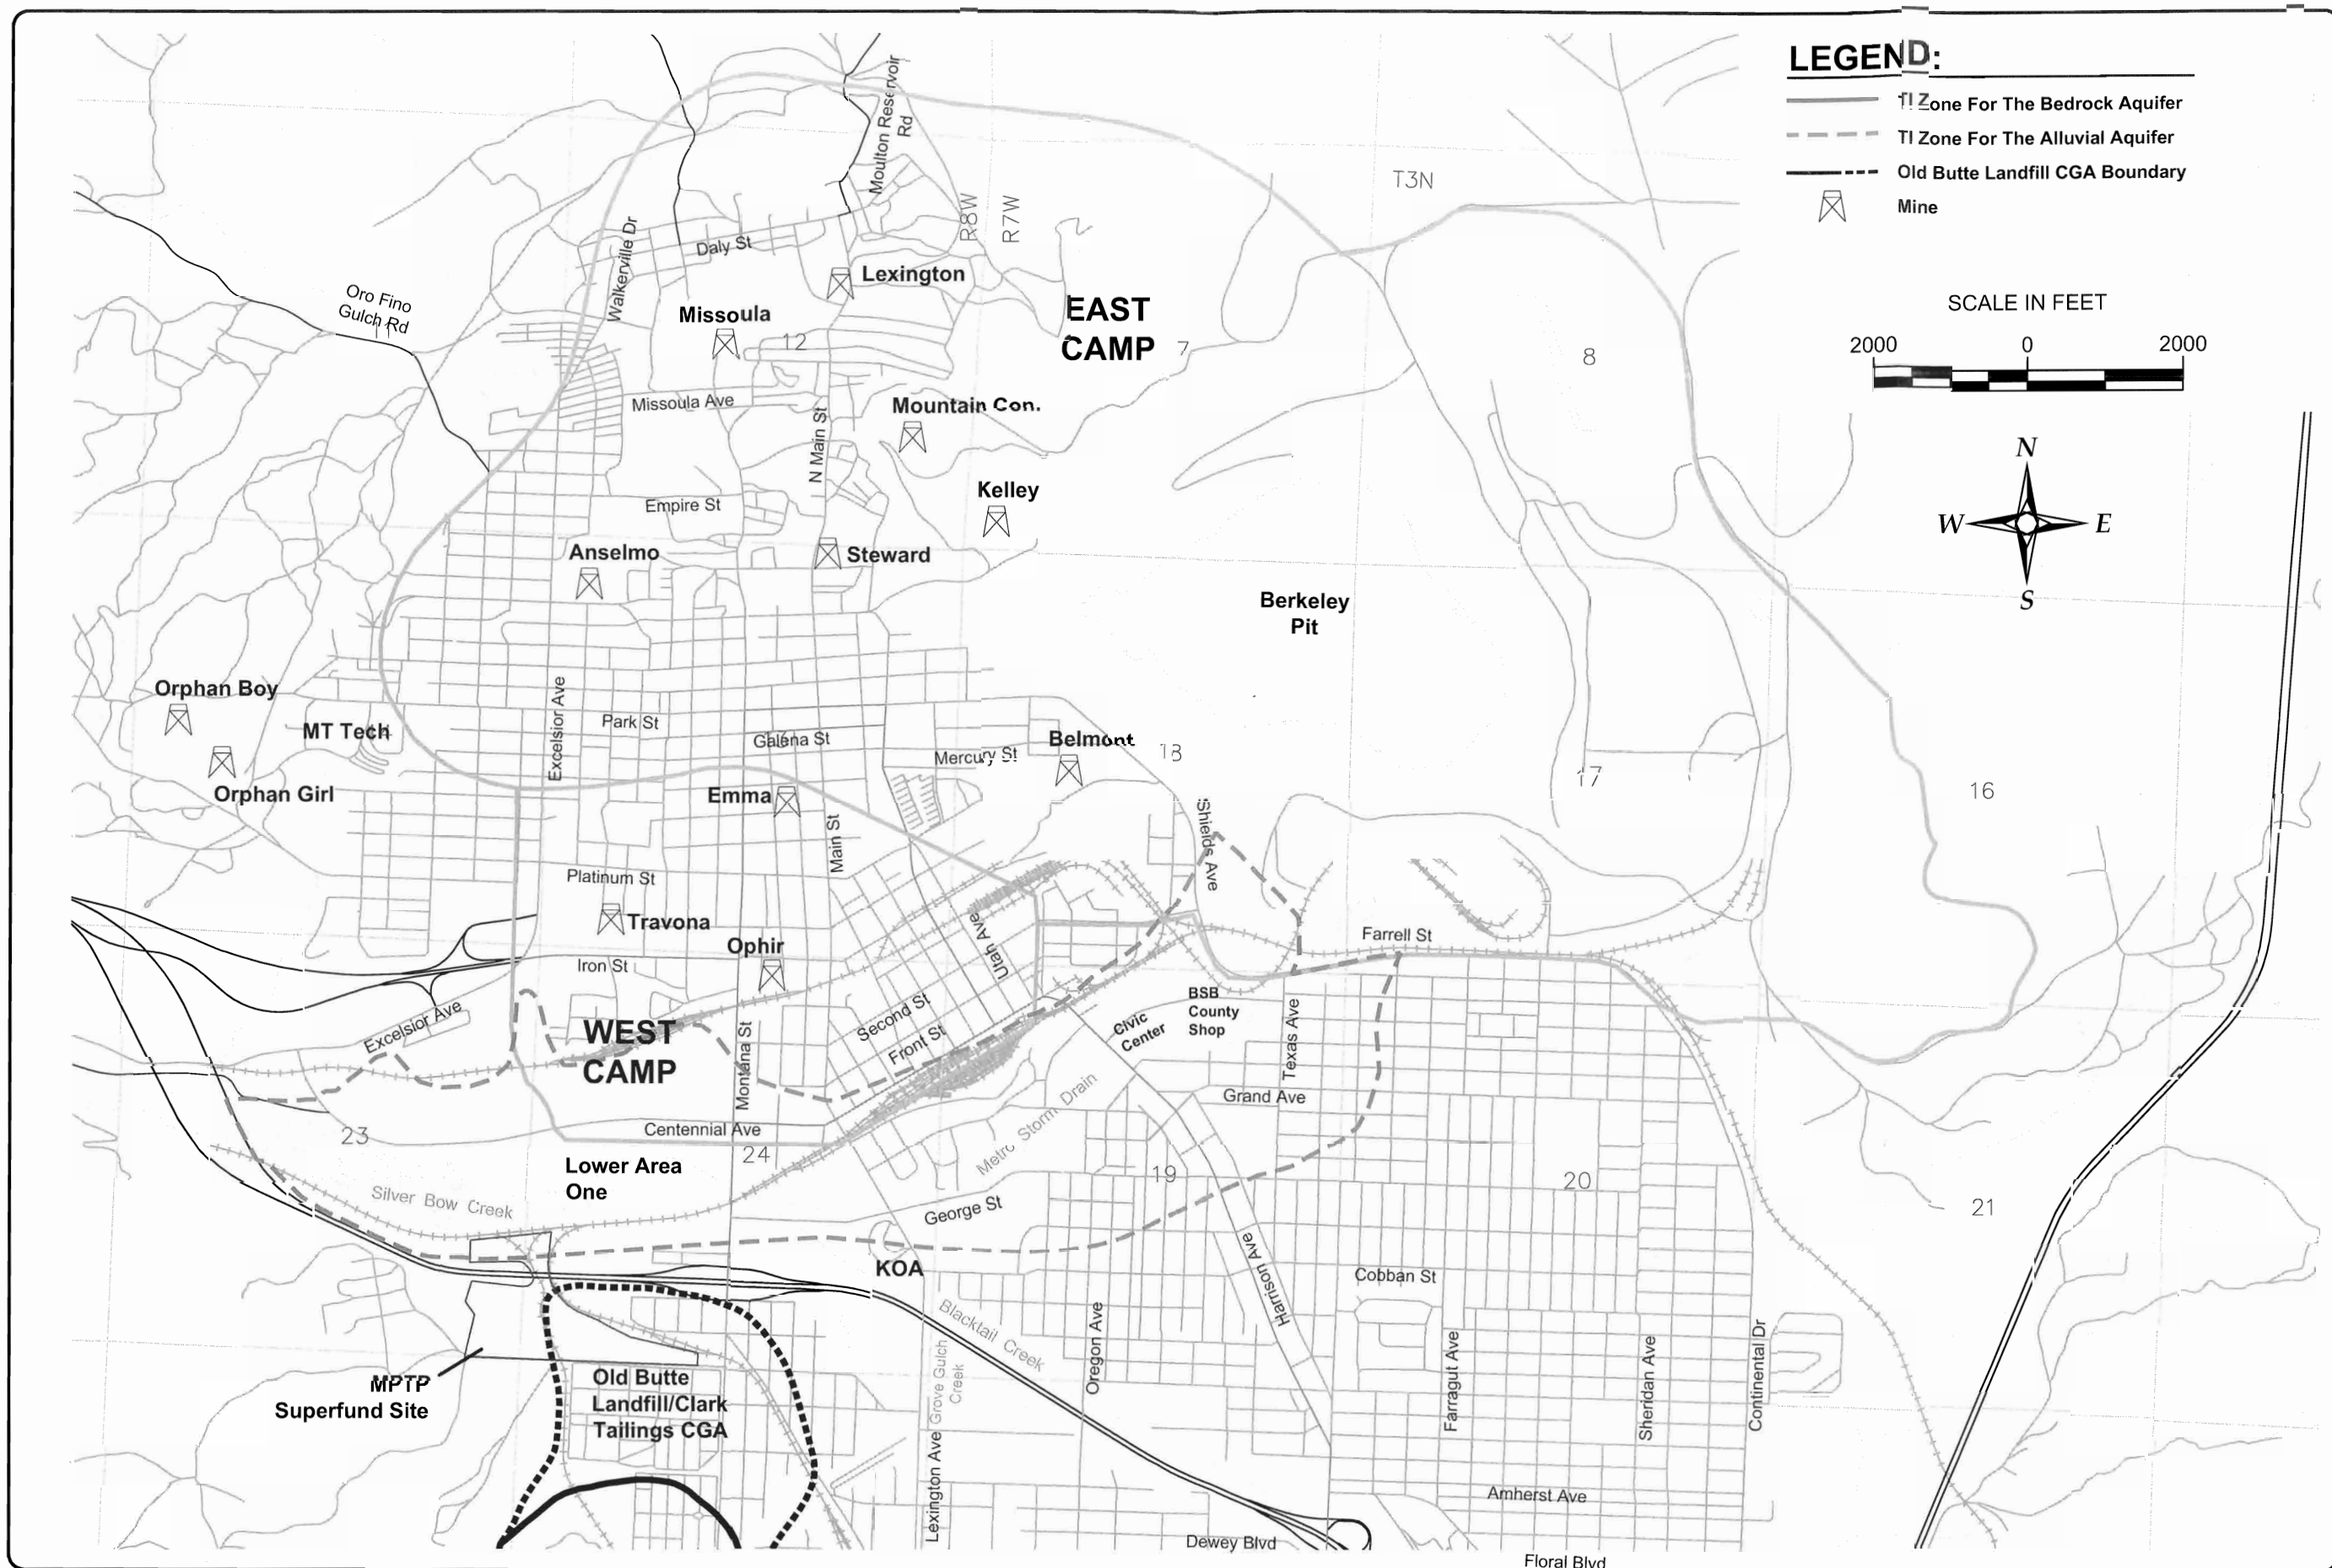 LEGEND:
TI Zone For The Bedrock Aquifer
TI Zone For The Alluvial Aquifer
Old Butte Landfill CGA Boundary
Mine
SCALE IN FEET
2000 0 2000
N
W E
S
Moulton Reservoir
Rd
T3N
R8W
R7W
Walkerville Dr
Daly St
Lexington
Oro Fino
Gulch Rd
Missoula
12
EAST
CAMP
7
8
Missoula Ave
N Main St
Mountain Con.
Empire St
Kelley
Anselmo
Steward
Berkeley
Pit
Orphan Boy
MT Tech
Orphan Girl
Excelsior Ave
Park St
Galena St
Mercury St
Belmont
18
17
16
Emma
Main St
Shields Ave
Platinum St
Travona
Ophir
Iron St
Utah Ave
Farrell St
Excelsior Ave
WEST
CAMP
Montana St
Second St
Front St
Civic
Center
BSB
County
Shop
Texas Ave
Grand Ave
Metro Storm Drain
23
Centennial Ave
24
19
20
21
Lower Area
One
Silver Bow Creek
George St
KOA
Harrison Ave
Cobban St
Blacktail Creek
Oregon Ave
Farragut Ave
Sheridan Ave
Continental Dr
MPTP
Superfund Site
Old Butte
Landfill/Clark
Tailings CGA
Grove Gulch
Creek
Lexington Ave
Amherst Ave
Dewey Blvd
Floral Blvd